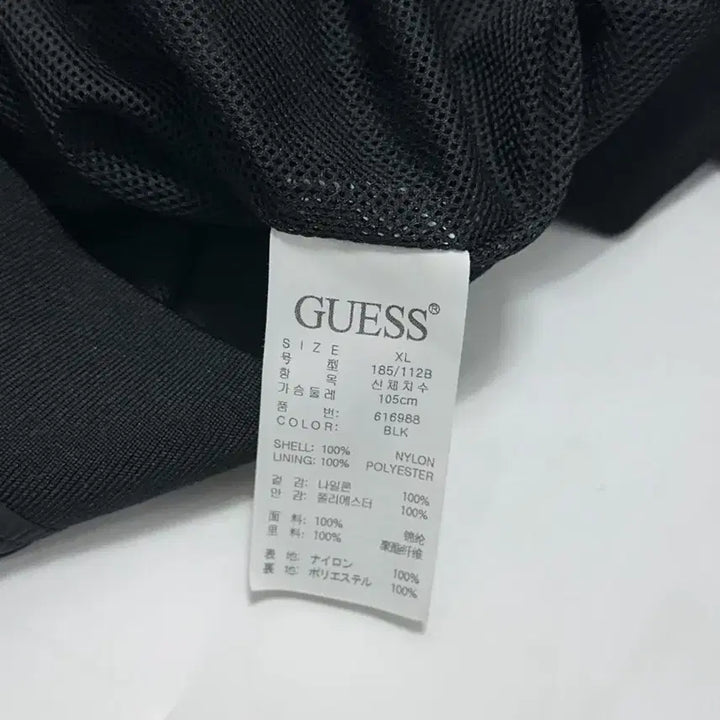 GUESS®
SIZE XL
号 型 185/112B
항 목 신체치수
가슴둘레 105cm
품 번: 616988
COLOR: BLK
SHELL: 100% NYLON
LINING: 100% POLYESTER
겉 감: 나일론 100%
안 감: 폴리에스터 100%
面 料: 100% 锦纶
里 料: 100% 聚酯纤维
表 地: ナイロン 100%
裏 地: ポリエステル 100%